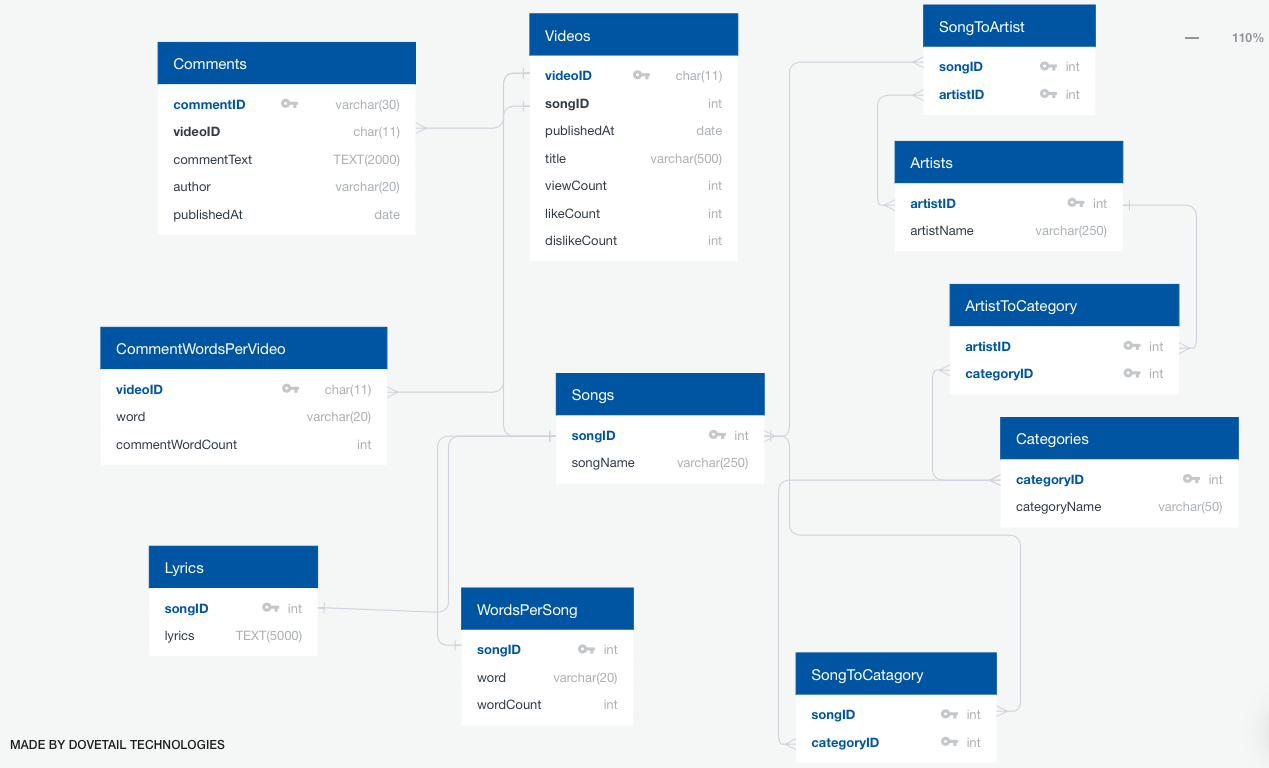 Comments
commentID varchar(30)
videoID char(11)
commentText TEXT(2000)
author varchar(20)
publishedAt date
Videos
videoID char(11)
songID int
publishedAt date
title varchar(500)
viewCount int
likeCount int
dislikeCount int
SongToArtist
songID int
artistID int
110%
Artists
artistID int
artistName varchar(250)
ArtistToCategory
artistID int
categoryID int
CommentWordsPerVideo
videoID char(11)
word varchar(20)
commentWordCount int
Songs
songID int
songName varchar(250)
Categories
categoryID int
categoryName varchar(50)
Lyrics
songID int
lyrics TEXT(5000)
WordsPerSong
songID int
word varchar(20)
wordCount int
SongToCatagory
songID int
categoryID int
MADE BY DOVETAIL TECHNOLOGIES